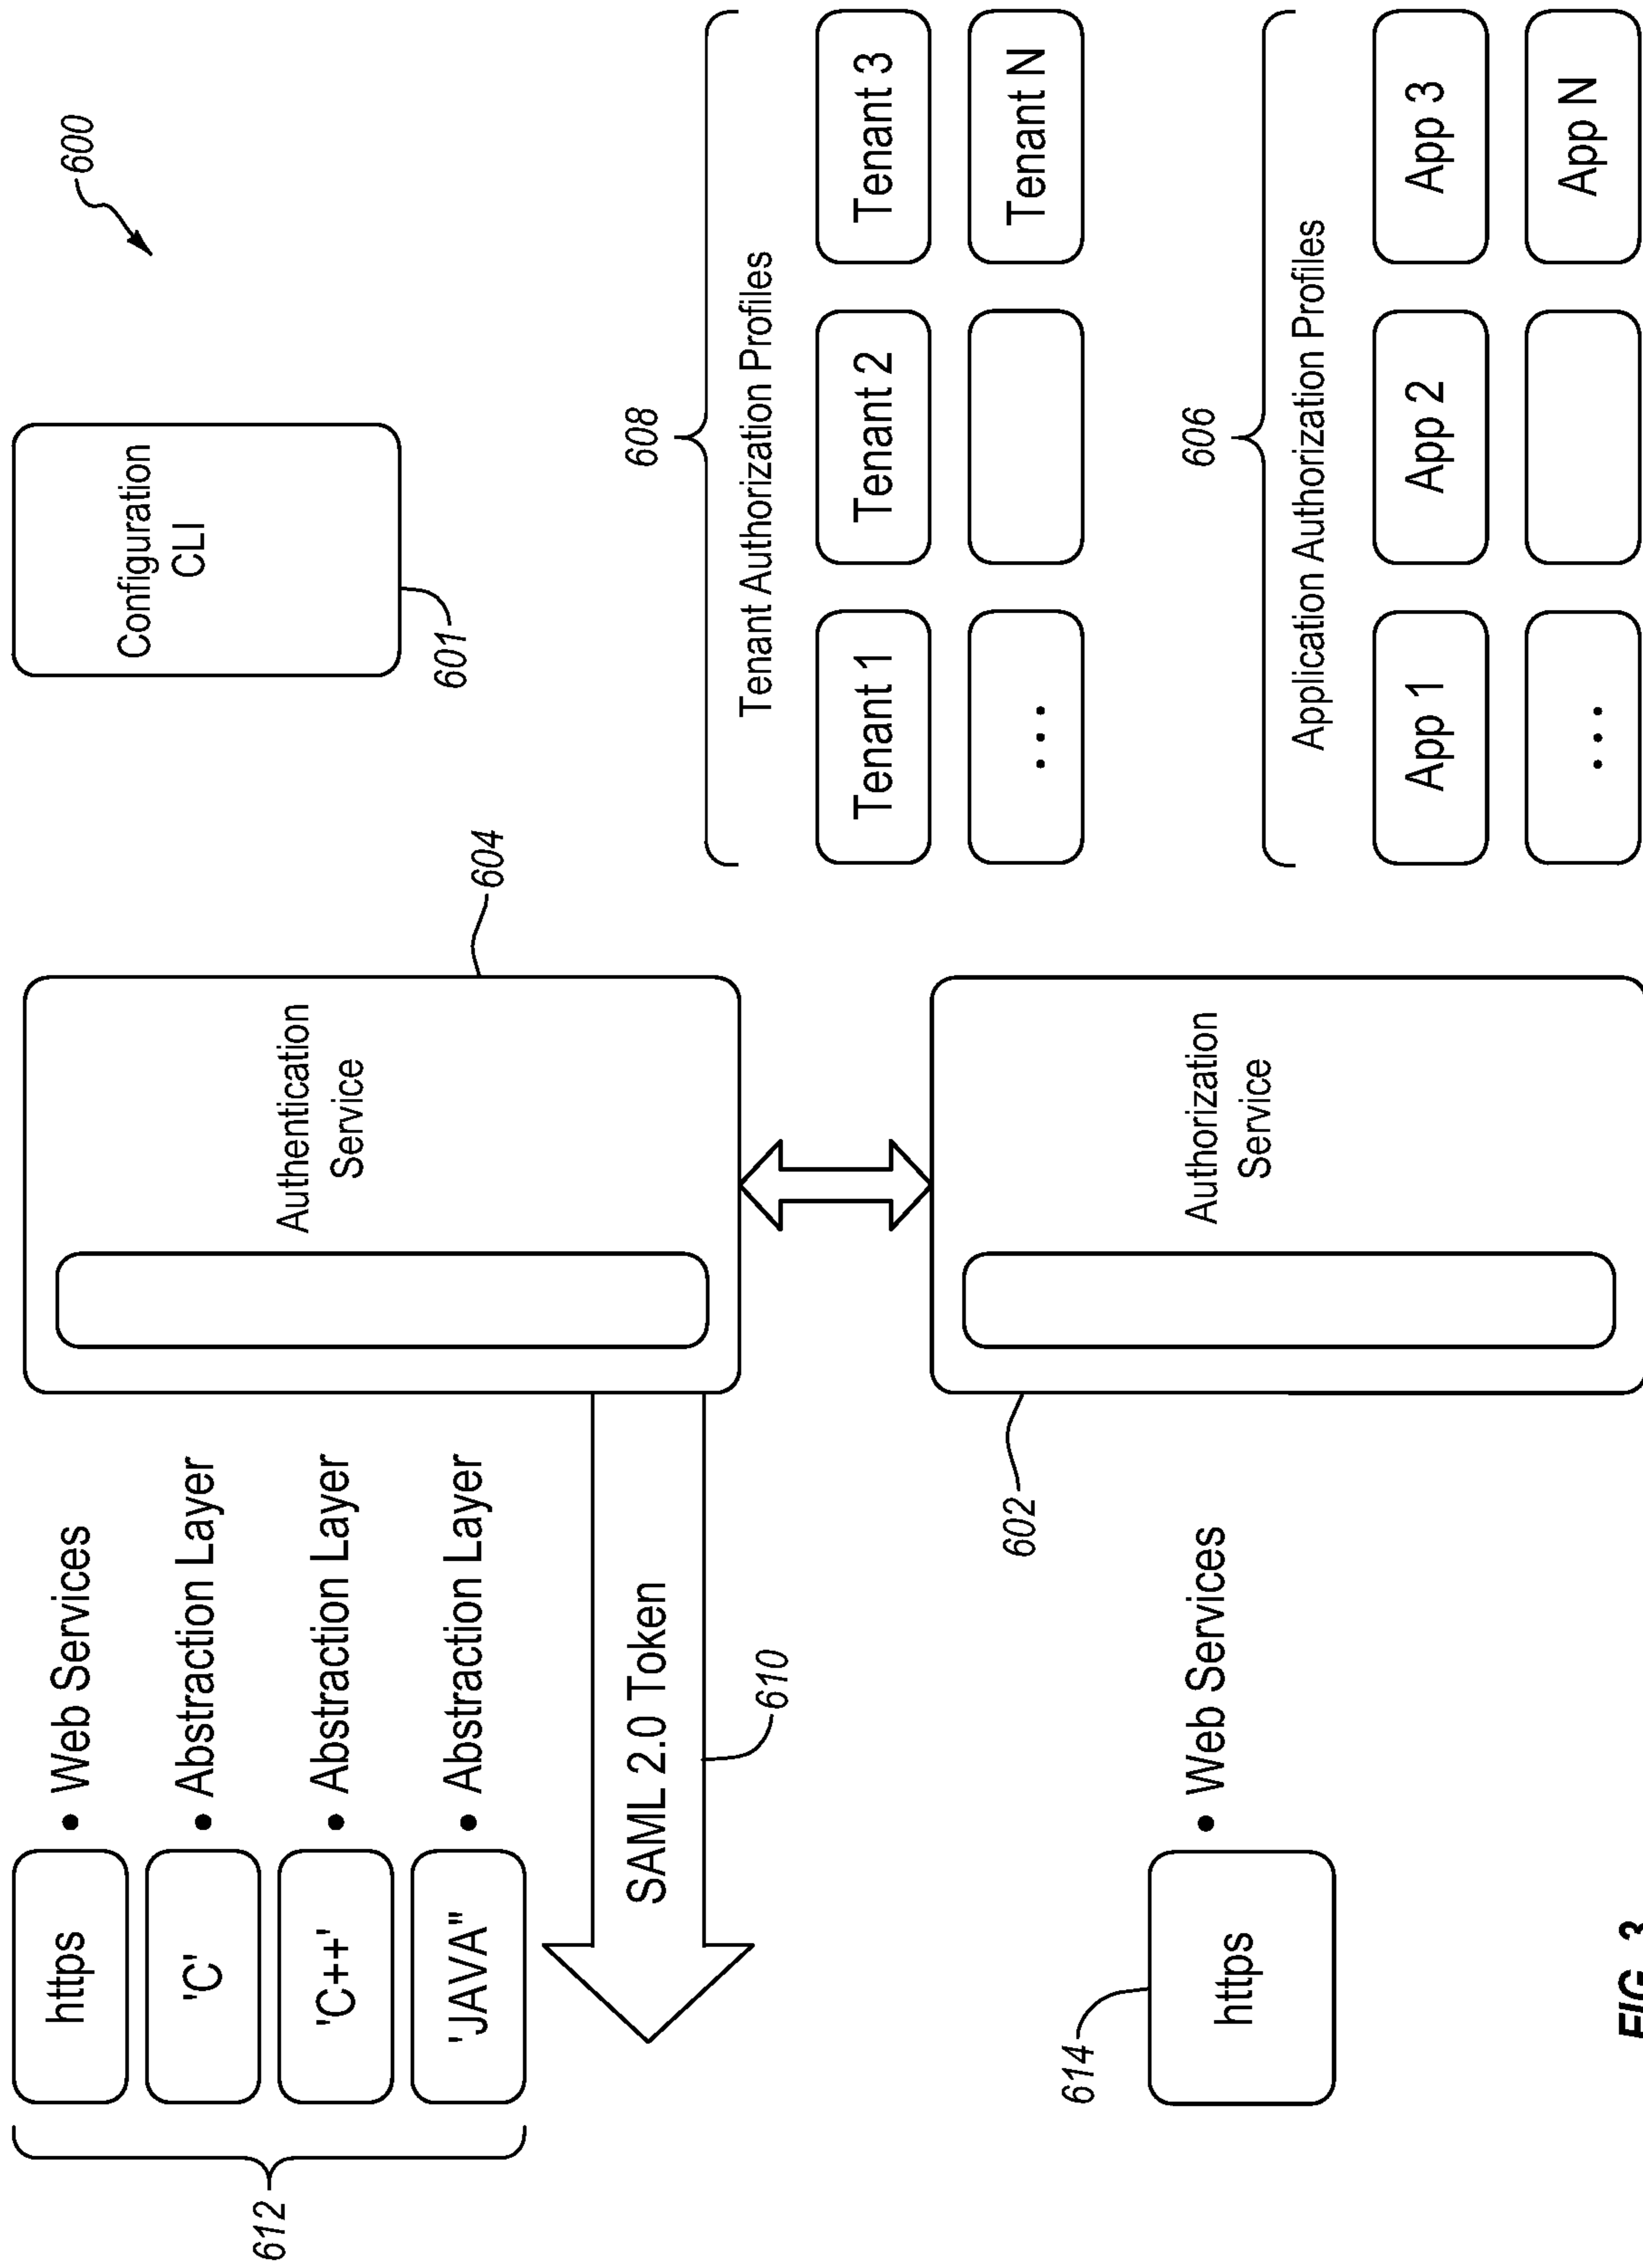 600
612
https
• Web Services
'C'
• Abstraction Layer
'C++'
• Abstraction Layer
'JAVA"
• Abstraction Layer
SAML 2.0 Token
610
Authentication
Service
604
Configuration
CLI
601
608
Tenant Authorization Profiles
Tenant 1
Tenant 2
Tenant 3
...
Tenant N
614
https
• Web Services
602
Authorization
Service
606
Application Authorization Profiles
App 1
App 2
App 3
...
App N
FIG. 3